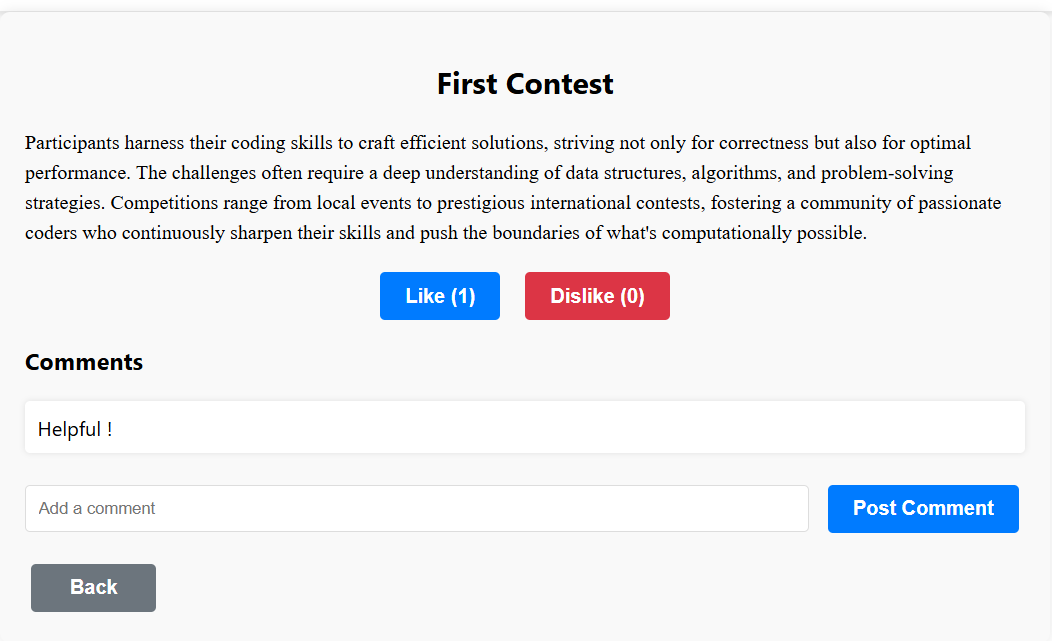 First Contest
Participants harness their coding skills to craft efficient solutions, striving not only for correctness but also for optimal
performance. The challenges often require a deep understanding of data structures, algorithms, and problem-solving
strategies. Competitions range from local events to prestigious international contests, fostering a community of passionate
coders who continuously sharpen their skills and push the boundaries of what's computationally possible.
Like (1) Dislike (0)
Comments
Helpful !
Add a comment Post Comment
Back